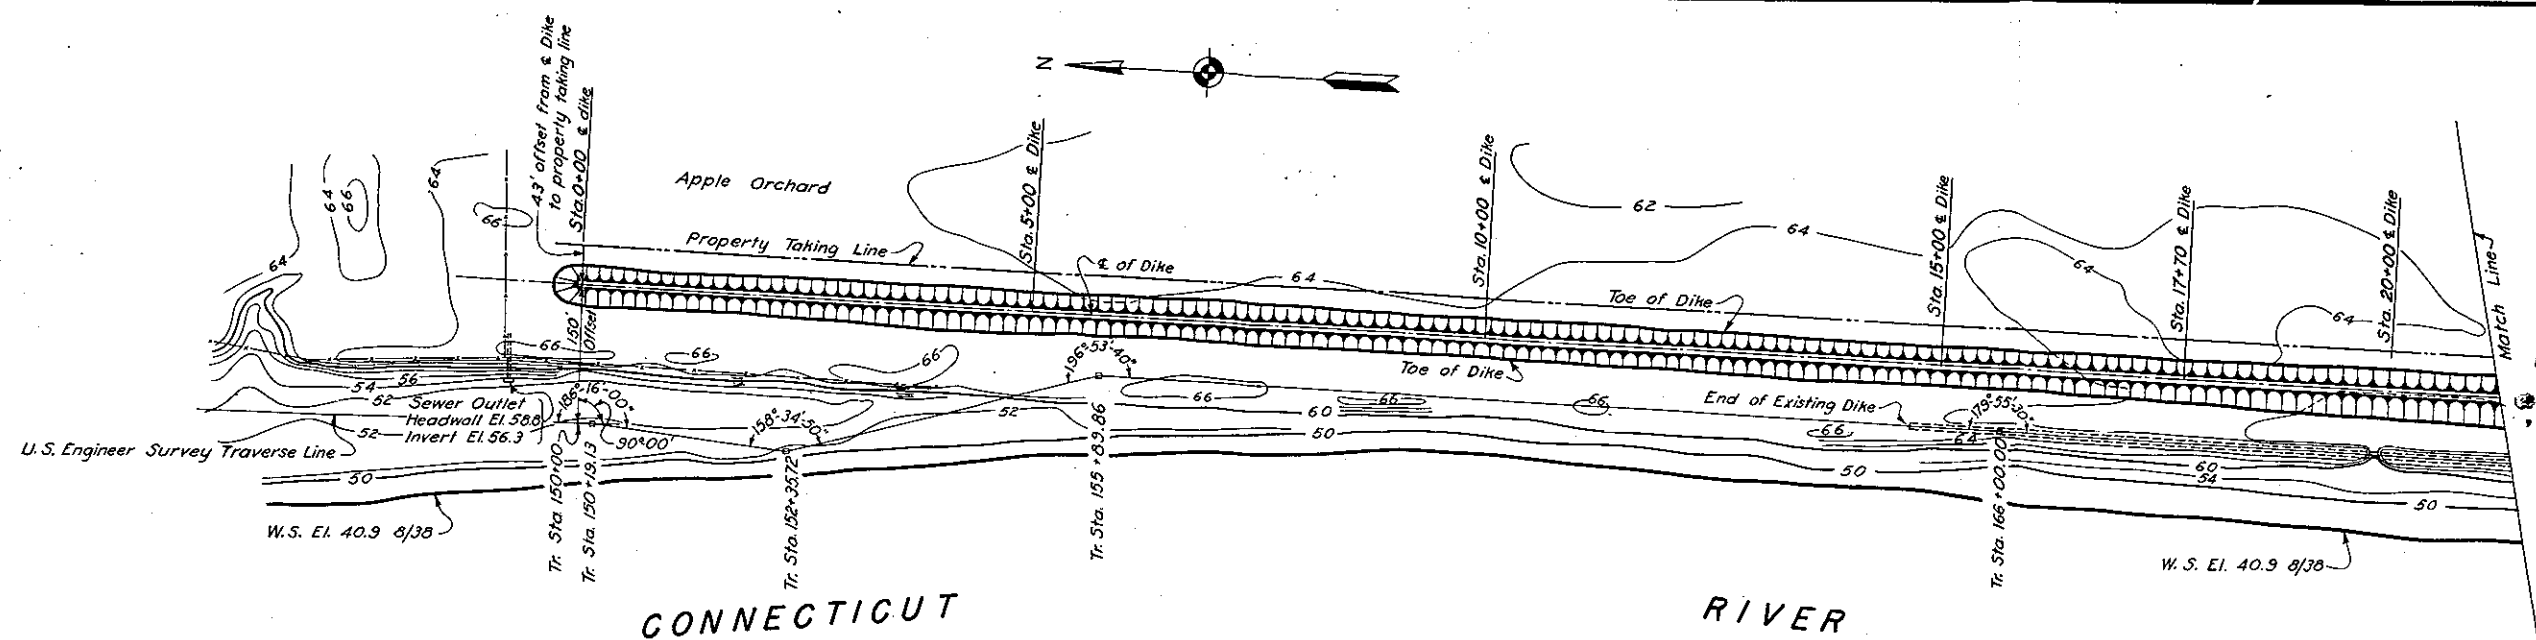 N
43' offset from ℄ Dike
to property taking line
Sta. 0+00 ℄ dike
Apple Orchard
Sta. 5+00 ℄ Dike
Sta. 10+00 ℄ Dike
Sta. 15+00 ℄ Dike
Sta. 17+70 ℄ Dike
Sta. 20+00 ℄ Dike
Match Line
64
66
64
66
64
62
64
64
64
64
Property Taking Line
℄ of Dike
Toe of Dike
160'
Offset
66
66
66
196°-53'-40"
Toe of Dike
54
56
52
Sewer Outlet
Headwall El. 58.8
Invert El. 56.3
52
186°-16'-00"
90°00'
158°-34'-50"
52
66
66
66
60
50
End of Existing Dike
179°-55'-30"
66
64
60
54
50
50
50
U.S. Engineer Survey Traverse Line
W.S. El. 40.9 8/38
Tr. Sta. 150+00
Tr. Sta. 150+19.13
Tr. Sta. 152+35.72
Tr. Sta. 155+89.86
Tr. Sta. 166+00.00
W.S. El. 40.9 8/38
CONNECTICUT RIVER